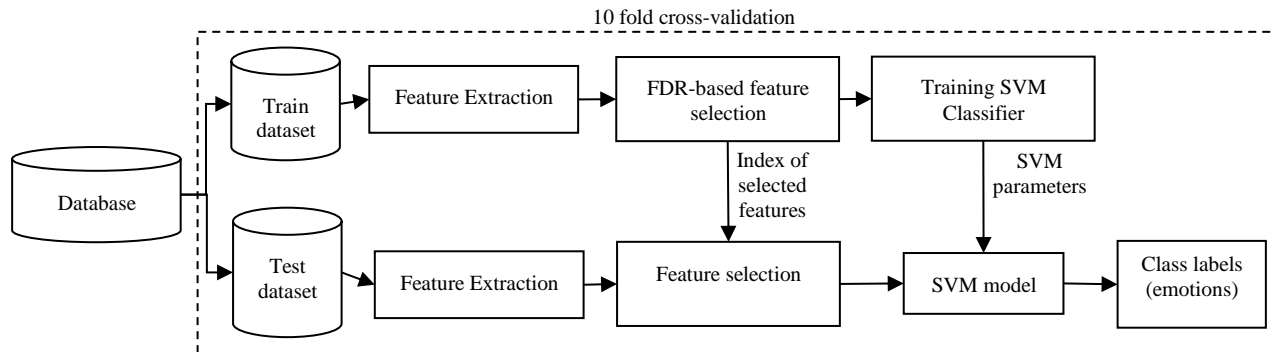 10 fold cross-validation
Train
dataset
Feature Extraction
FDR-based feature
selection
Training SVM
Classifier
Index of
selected
features
SVM
parameters
Database
Test
dataset
Feature Extraction
Feature selection
SVM model
Class labels
(emotions)